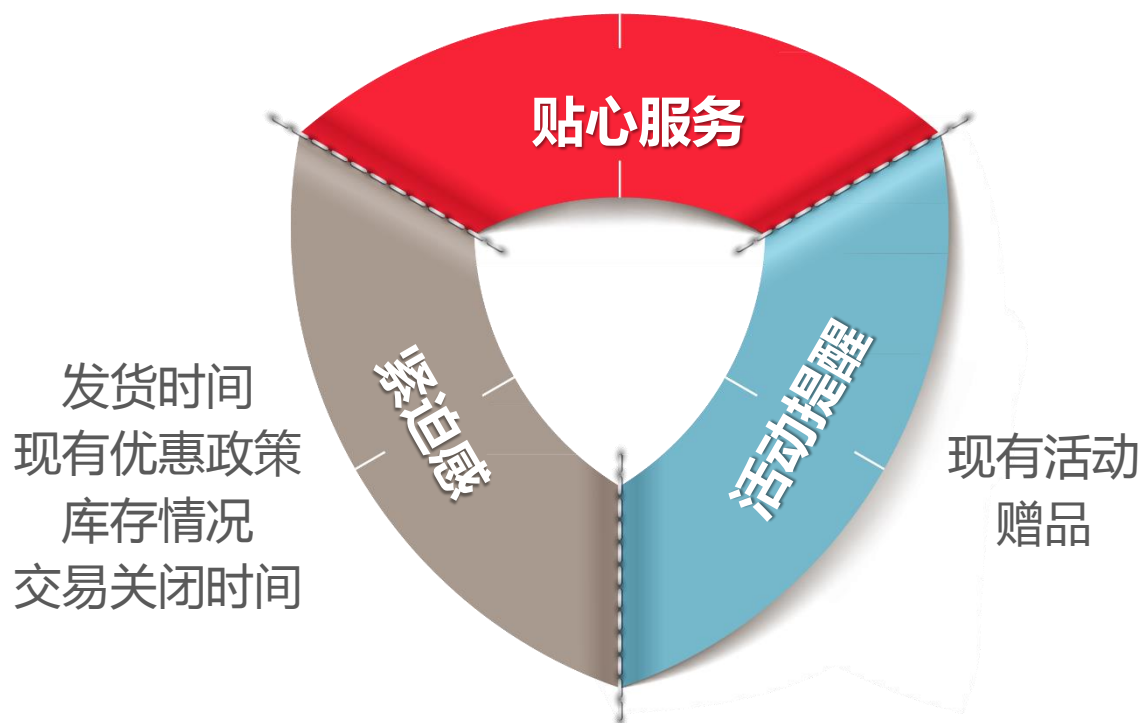 贴心服务
紧迫感
活动提醒
发货时间
现有优惠政策
库存情况
交易关闭时间
现有活动
赠品